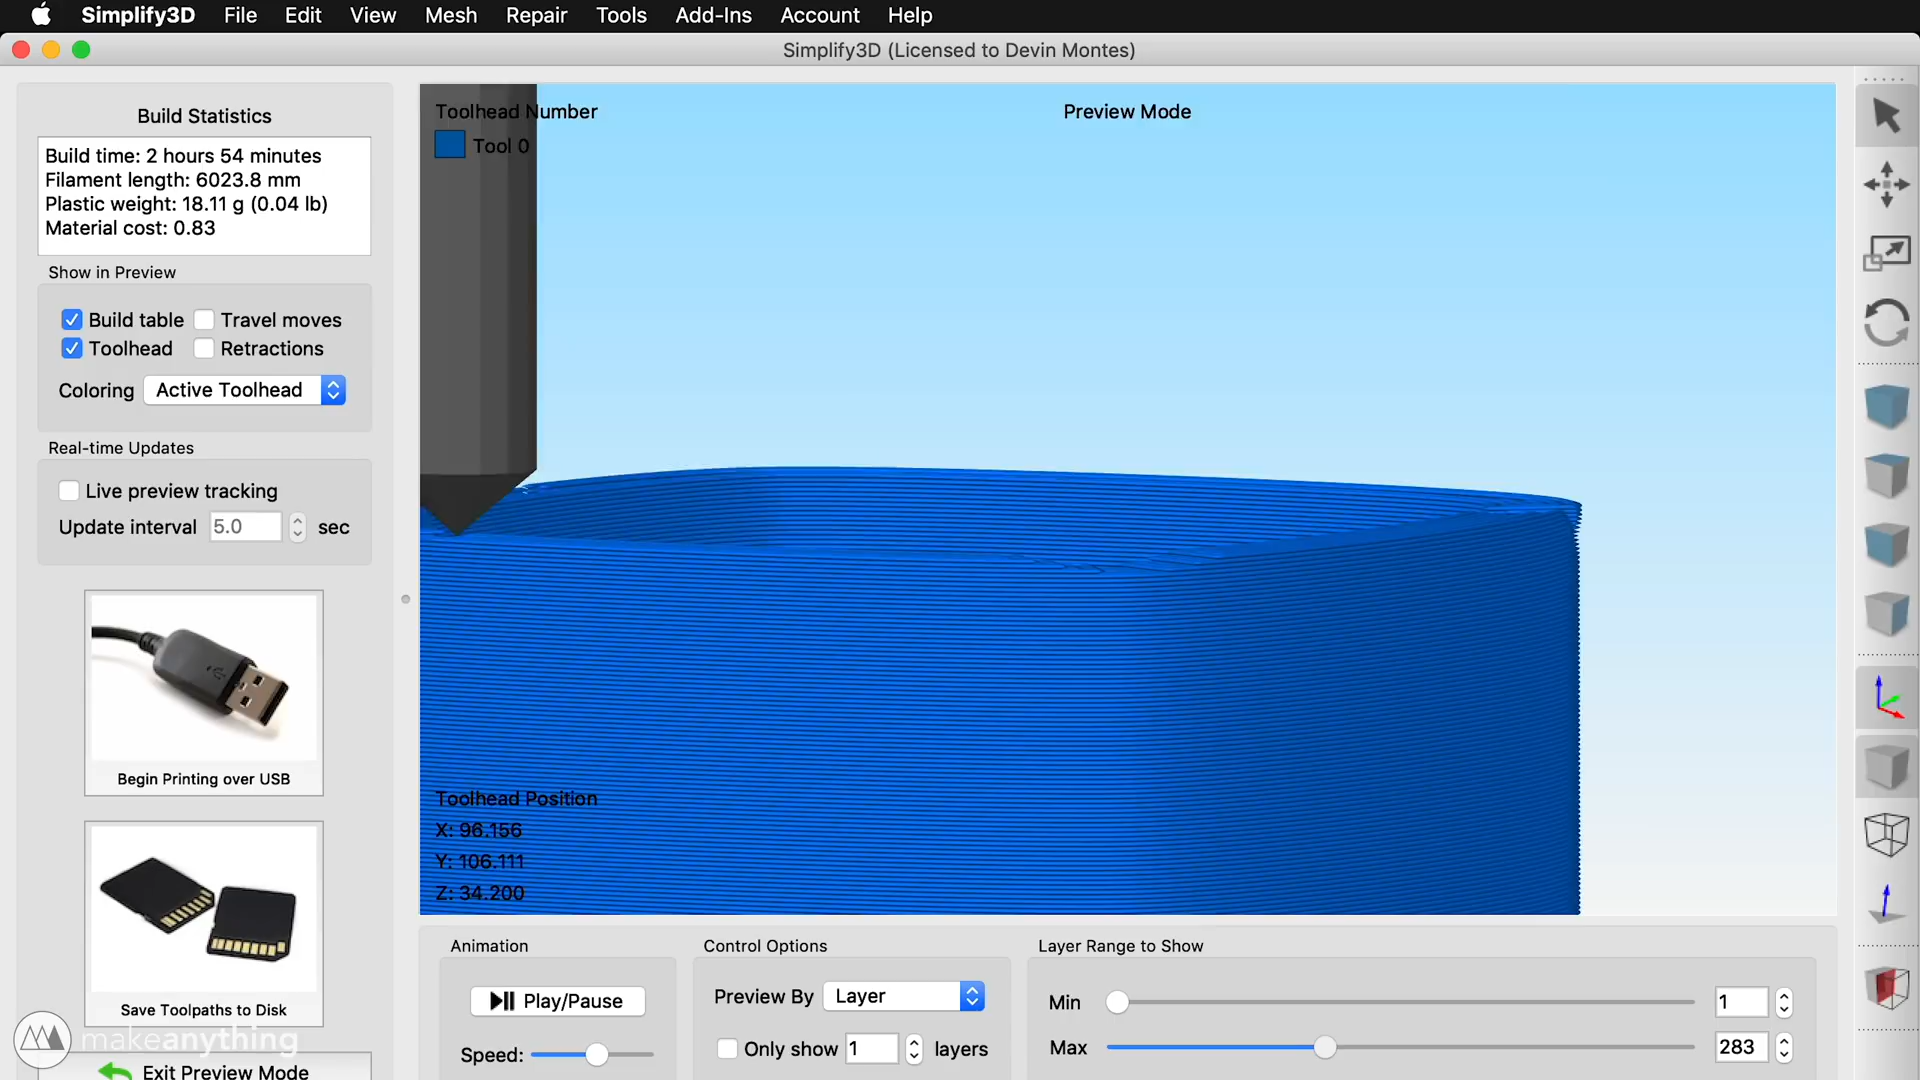 Simplify3D File Edit View Mesh Repair Tools Add-Ins Account Help
Simplify3D (Licensed to Devin Montes)
Build Statistics
Build time: 2 hours 54 minutes
Filament length: 6023.8 mm
Plastic weight: 18.11 g (0.04 lb)
Material cost: 0.83
Show in Preview
Build table Travel moves
Toolhead Retractions
Coloring Active Toolhead
Real-time Updates
Live preview tracking
Update interval 5.0 sec
Begin Printing over USB
Save Toolpaths to Disk
makeanything
Exit Preview Mode
Toolhead Number
Tool 0
Preview Mode
Toolhead Position
X: 96.156
Y: 106.111
Z: 34.200
Animation
Play/Pause
Speed:
Control Options
Preview By Layer
Only show 1 layers
Layer Range to Show
Min 1
Max 283